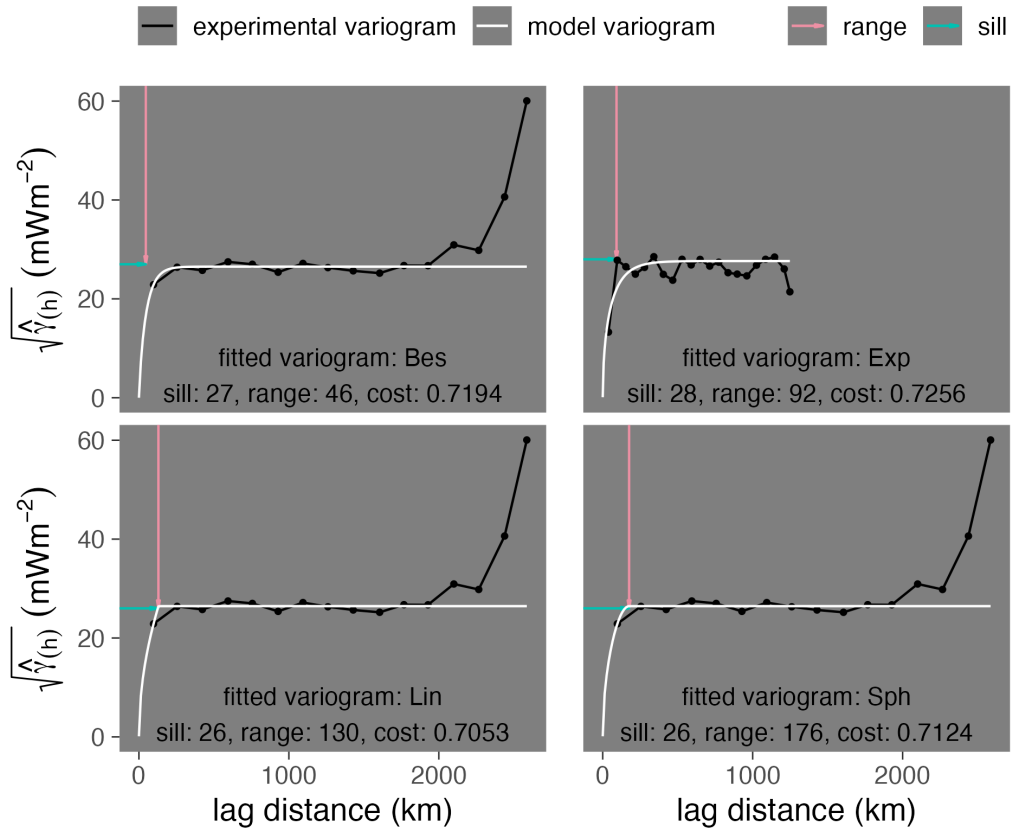 experimental variogram model variogram range sill
60
40
20
0
√γ̂(h) (mWm⁻²)
fitted variogram: Bes
sill: 27, range: 46, cost: 0.7194
fitted variogram: Exp
sill: 28, range: 92, cost: 0.7256
60
40
20
0
√γ̂(h) (mWm⁻²)
fitted variogram: Lin
sill: 26, range: 130, cost: 0.7053
fitted variogram: Sph
sill: 26, range: 176, cost: 0.7124
0 1000 2000
0 1000 2000
lag distance (km)
lag distance (km)